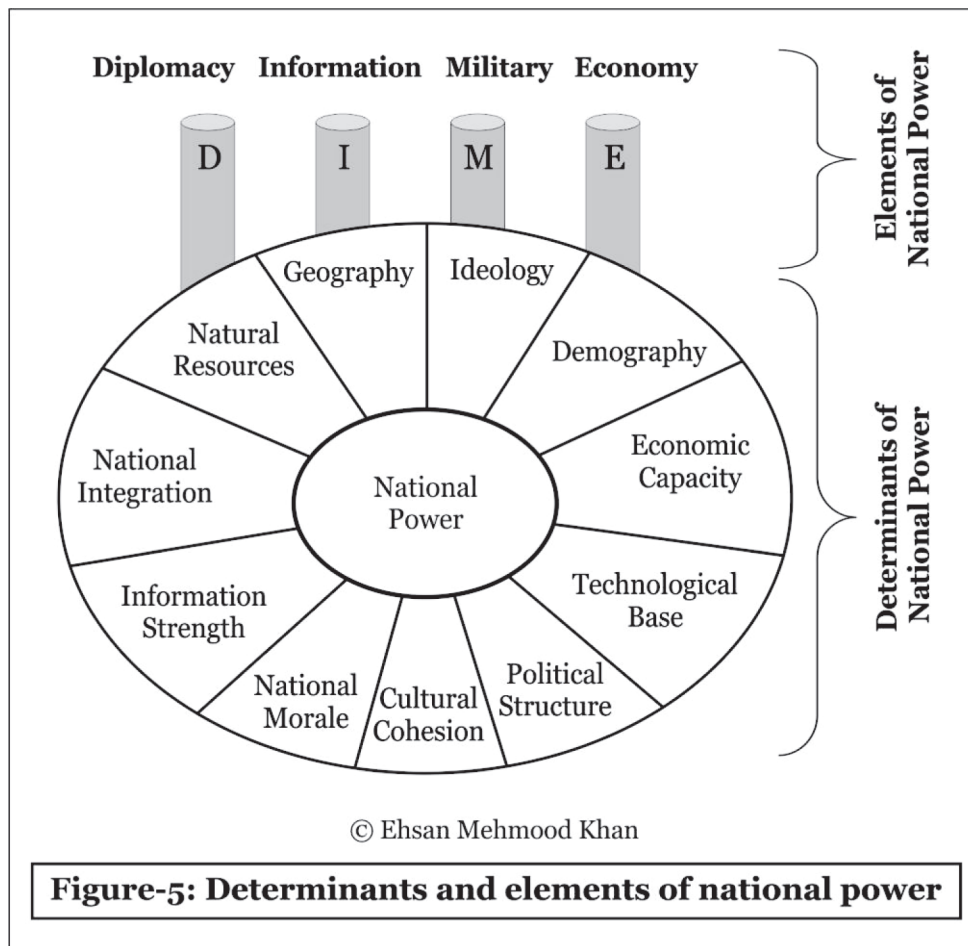 Diplomacy Information Military Economy
D I M E
Elements of
National Power
Geography
Ideology
Natural
Resources
Demography
National
Integration
Economic
Capacity
National
Power
Information
Strength
Technological
Base
National
Morale
Cultural
Cohesion
Political
Structure
Determinants of
National Power
© Ehsan Mehmood Khan
Figure-5: Determinants and elements of national power